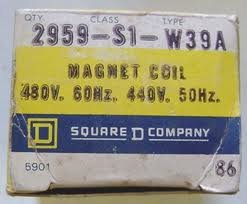 QTY. CLASS TYPE
2959-S1-W39A
MAGNET COIL
480V. 60Hz. 440V. 50Hz.
D SQUARE D COMPANY
5901 86